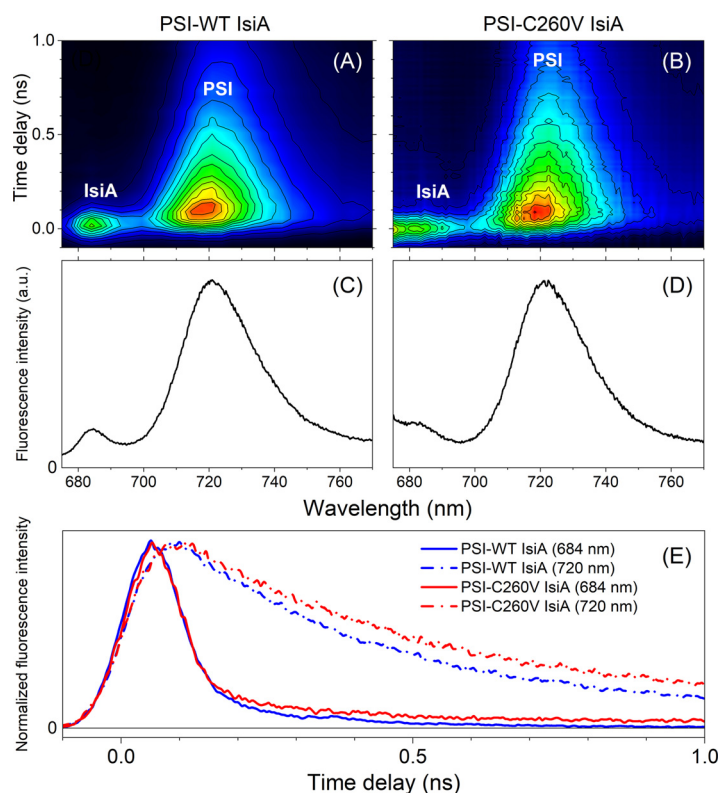 PSI-WT IsiA
PSI-C260V IsiA
Time delay (ns)
1.0
0.5
0.0
(A)
PSI
IsiA
(B)
PSI
IsiA
Fluorescence intensity (a.u.)
0
(C)
(D)
680 700 720 740 760
680 700 720 740 760
Wavelength (nm)
Normalized fluorescence intensity
0
(E)
PSI-WT IsiA (684 nm)
PSI-WT IsiA (720 nm)
PSI-C260V IsiA (684 nm)
PSI-C260V IsiA (720 nm)
0.0 0.5 1.0
Time delay (ns)